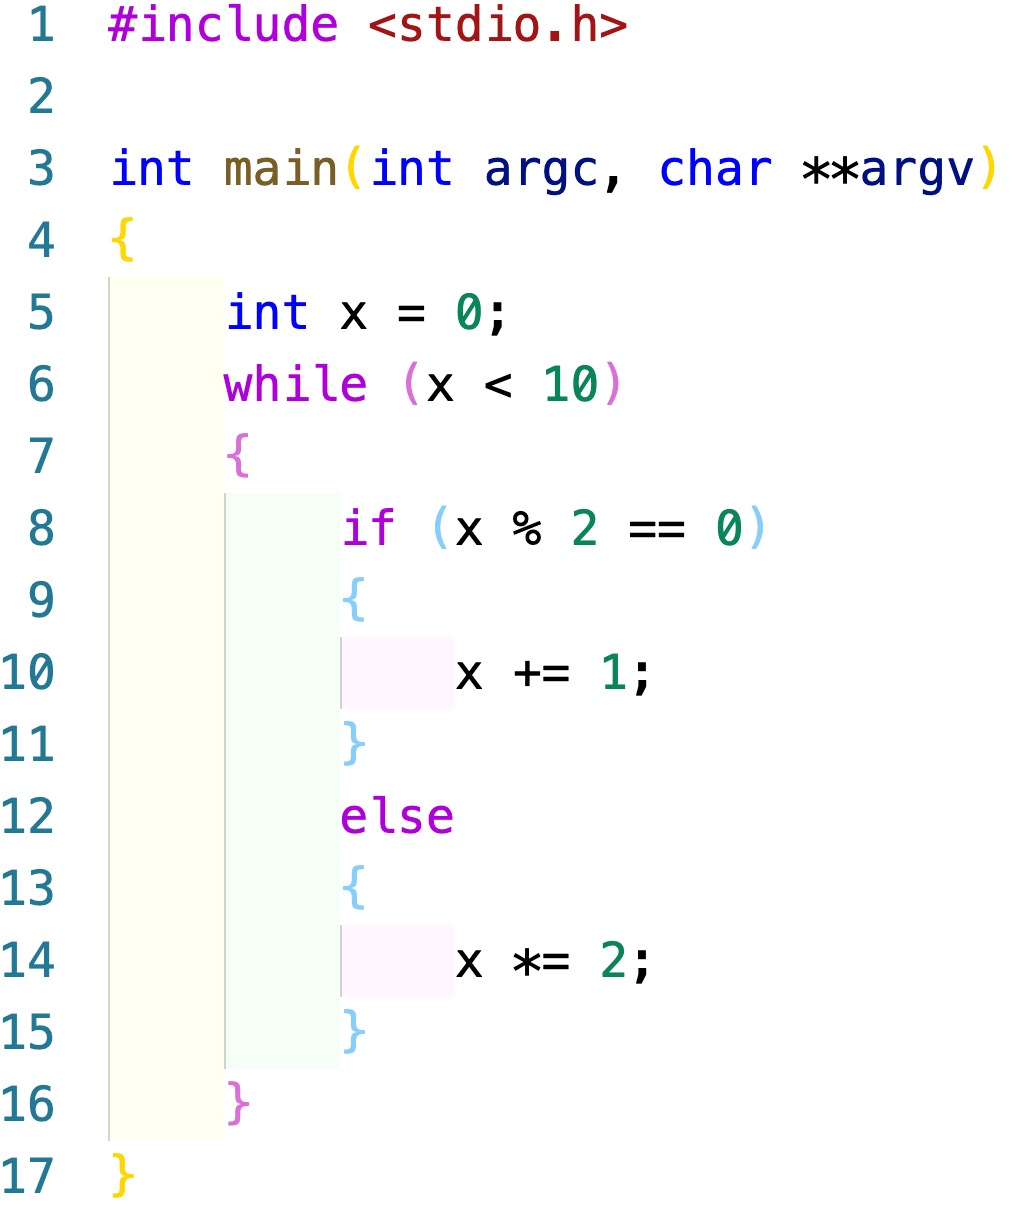 1 #include <stdio.h>
2
3 int main(int argc, char **argv)
4 {
5     int x = 0;
6     while (x < 10)
7     {
8         if (x % 2 == 0)
9         {
10             x += 1;
11         }
12         else
13         {
14             x *= 2;
15         }
16     }
17 }